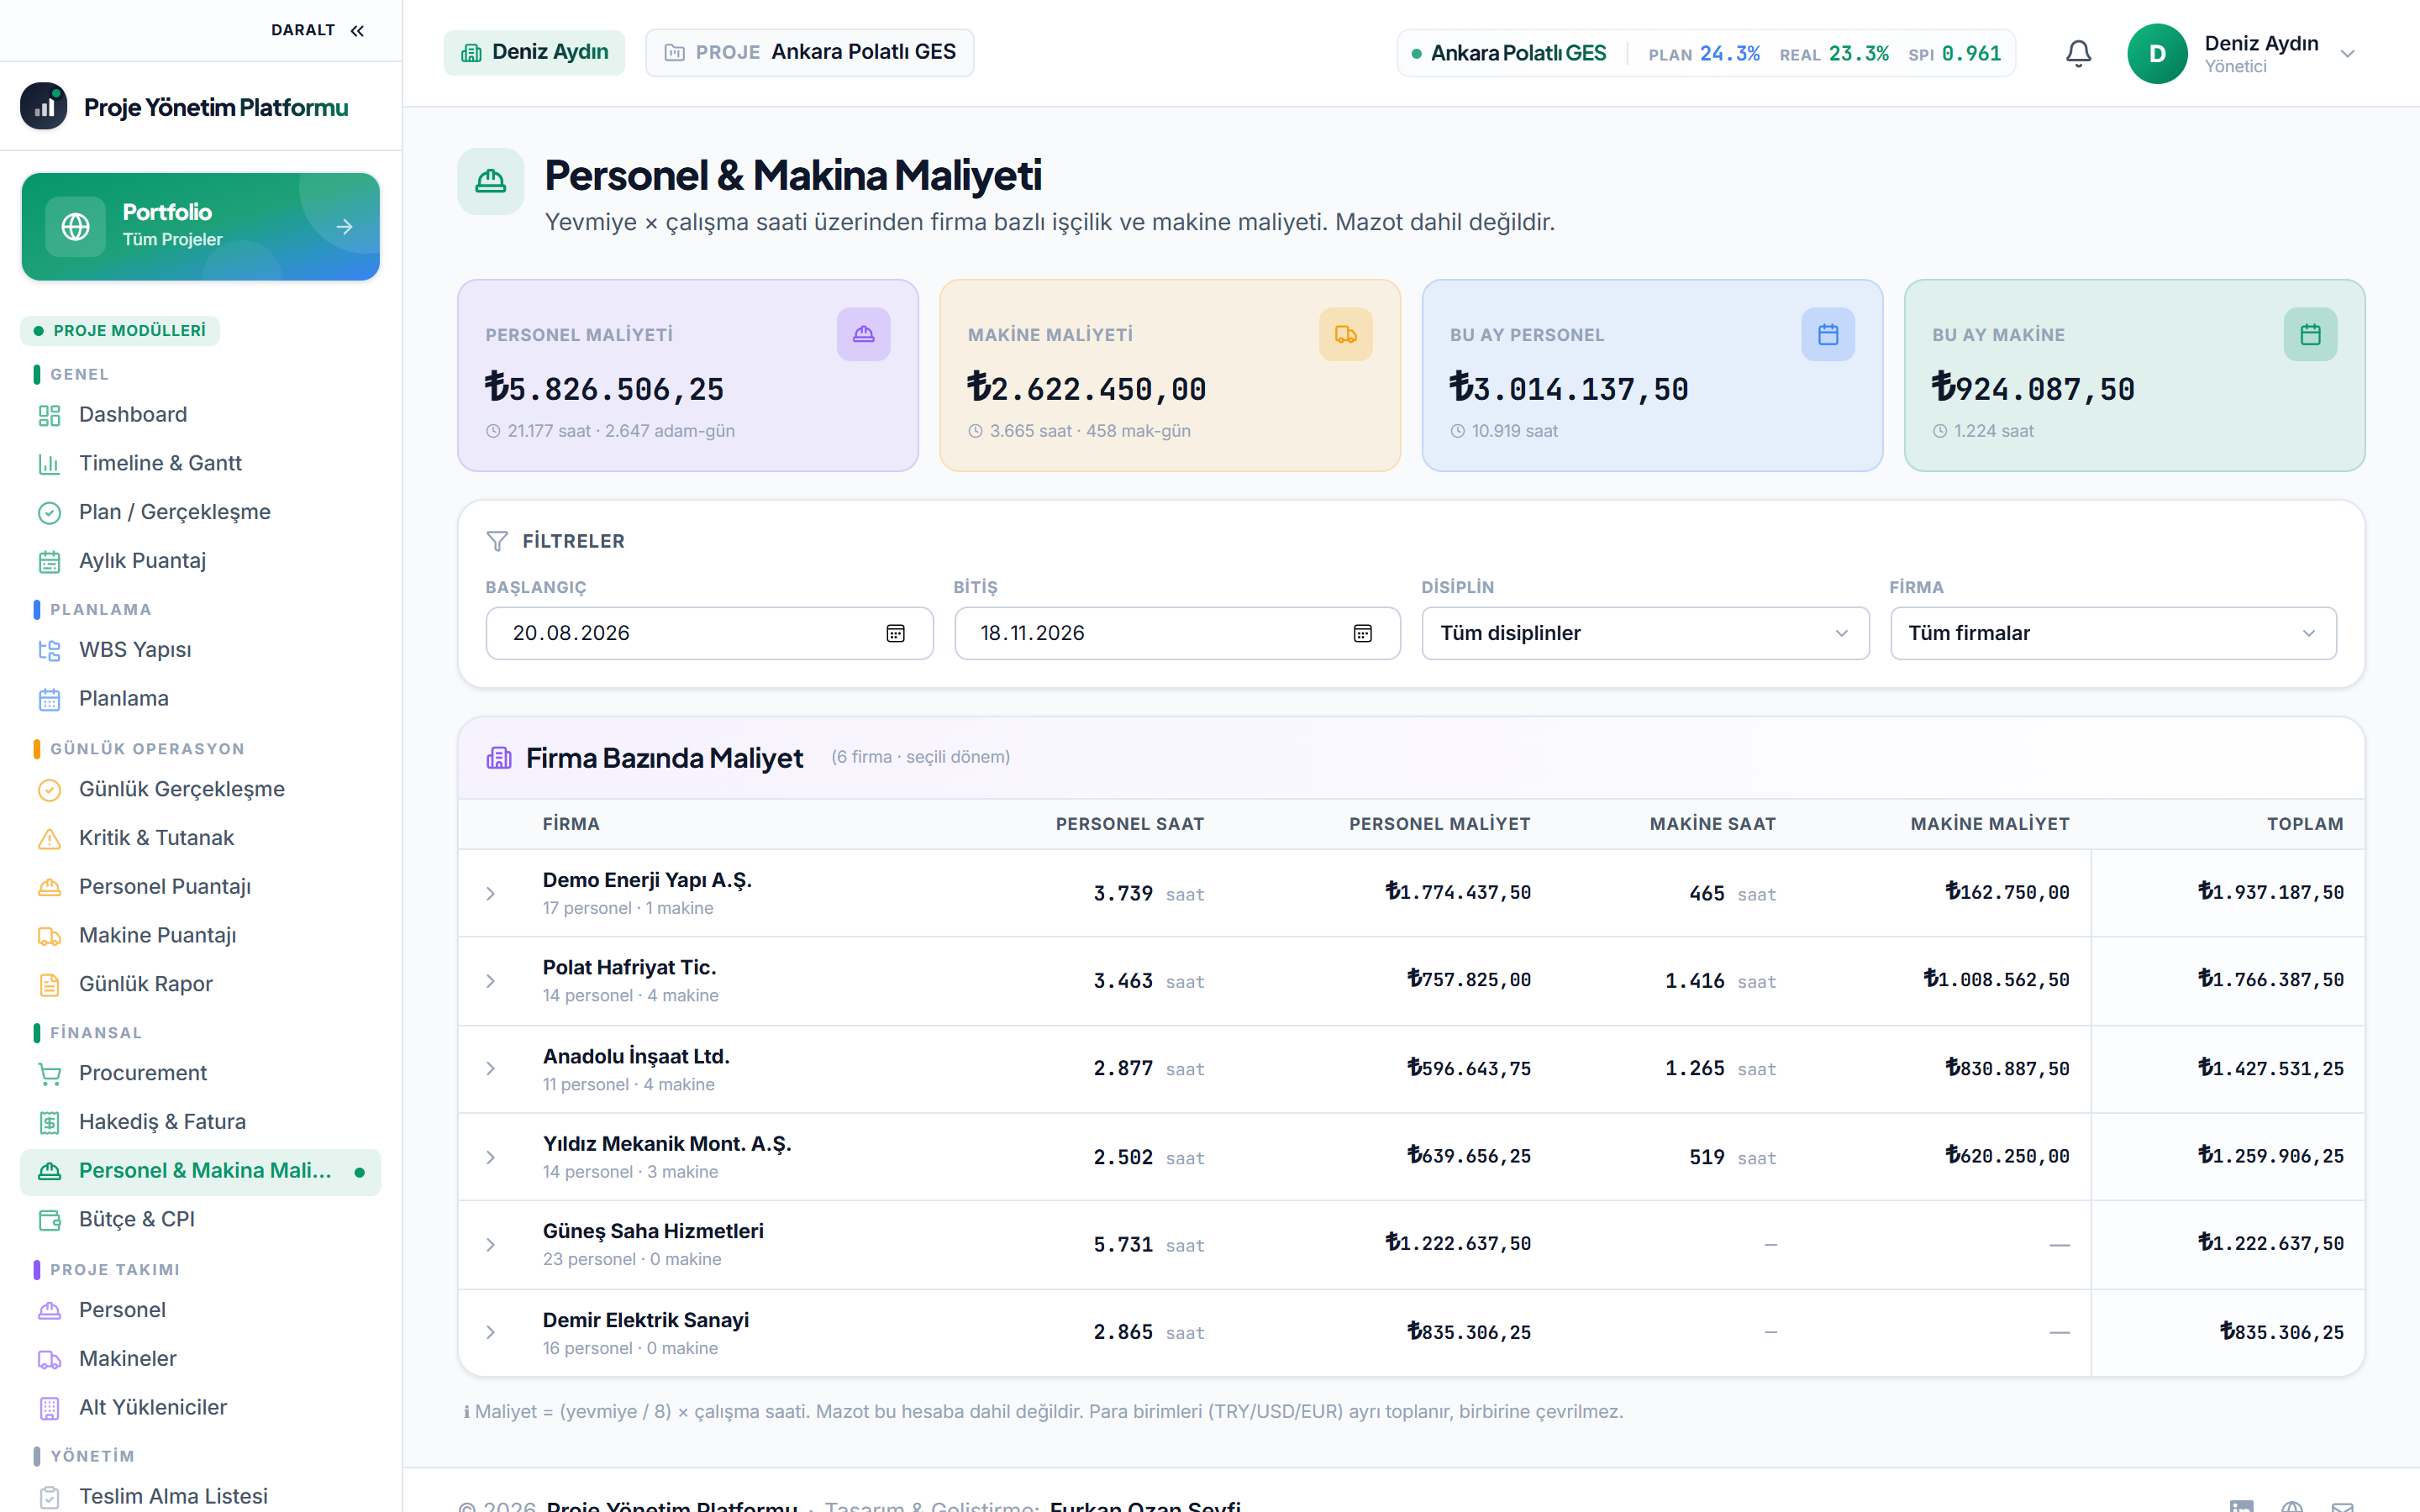 DARALT
Proje Yönetim Platformu
Portfolio
Tüm Projeler
PROJE MODÜLLERİ
GENEL
Dashboard
Timeline & Gantt
Plan / Gerçekleşme
Aylık Puantaj
PLANLAMA
WBS Yapısı
Planlama
GÜNLÜK OPERASYON
Günlük Gerçekleşme
Kritik & Tutanak
Personel Puantajı
Makine Puantajı
Günlük Rapor
FİNANSAL
Procurement
Hakediş & Fatura
Personel & Makina Mali...
Bütçe & CPI
PROJE TAKIMI
Personel
Makineler
Alt Yükleniciler
YÖNETİM
Teslim Alma Listesi
Deniz Aydın PROJE Ankara Polatlı GES
Ankara Polatlı GES PLAN 24.3% REAL 23.3% SPI 0.961
D Deniz Aydın
Yönetici
Personel & Makina Maliyeti
Yevmiye × çalışma saati üzerinden firma bazlı işçilik ve makine maliyeti. Mazot dahil değildir.
PERSONEL MALİYETİ
₺5.826.506,25
21.177 saat · 2.647 adam-gün
MAKİNE MALİYETİ
₺2.622.450,00
3.665 saat · 458 mak-gün
BU AY PERSONEL
₺3.014.137,50
10.919 saat
BU AY MAKİNE
₺924.087,50
1.224 saat
FİLTRELER
BAŞLANGIÇ BİTİŞ DİSİPLİN FİRMA
20.08.2026 18.11.2026 Tüm disiplinler Tüm firmalar
Firma Bazında Maliyet (6 firma · seçili dönem)
FİRMA PERSONEL SAAT PERSONEL MALİYET MAKİNE SAAT MAKİNE MALİYET TOPLAM
Demo Enerji Yapı A.Ş. 3.739 saat ₺1.774.437,50 465 saat ₺162.750,00 ₺1.937.187,50
17 personel · 1 makine
Polat Hafriyat Tic. 3.463 saat ₺757.825,00 1.416 saat ₺1.008.562,50 ₺1.766.387,50
14 personel · 4 makine
Anadolu İnşaat Ltd. 2.877 saat ₺596.643,75 1.265 saat ₺830.887,50 ₺1.427.531,25
11 personel · 4 makine
Yıldız Mekanik Mont. A.Ş. 2.502 saat ₺639.656,25 519 saat ₺620.250,00 ₺1.259.906,25
14 personel · 3 makine
Güneş Saha Hizmetleri 5.731 saat ₺1.222.637,50 — — ₺1.222.637,50
23 personel · 0 makine
Demir Elektrik Sanayi 2.865 saat ₺835.306,25 — — ₺835.306,25
16 personel · 0 makine
ℹ Maliyet = (yevmiye / 8) × çalışma saati. Mazot bu hesaba dahil değildir. Para birimleri (TRY/USD/EUR) ayrı toplanır, birbirine çevrilmez.
© 2026 Proje Yönetim Platformu · Tasarım & Geliştirme: Furkan Ozan Seyfi